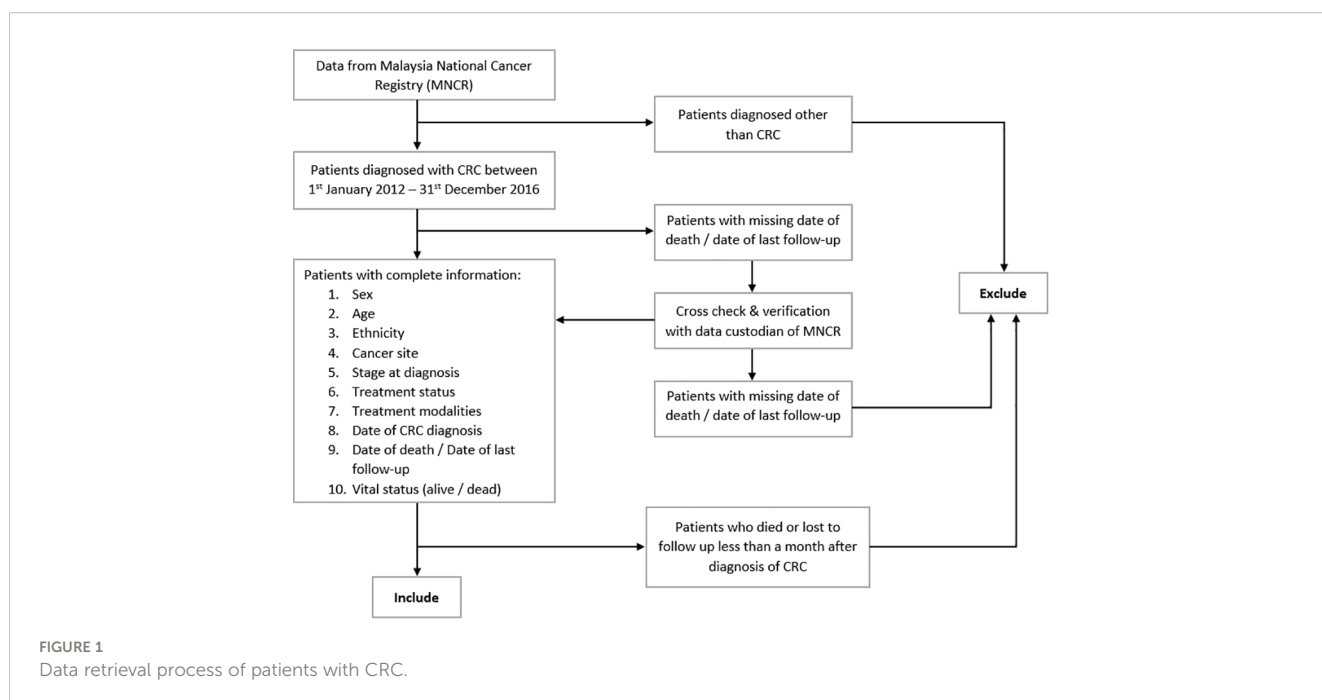 Data from Malaysia National Cancer
Registry (MNCR)
Patients diagnosed other
than CRC
Patients diagnosed with CRC between
1st January 2012 – 31st December 2016
Patients with missing date of
death / date of last follow-up
Patients with complete information:
1. Sex
2. Age
3. Ethnicity
4. Cancer site
5. Stage at diagnosis
6. Treatment status
7. Treatment modalities
8. Date of CRC diagnosis
9. Date of death / Date of last
follow-up
10. Vital status (alive / dead)
Cross check & verification
with data custodian of MNCR
Exclude
Patients with missing date of
death / date of last follow-up
Patients who died or lost to
follow up less than a month after
diagnosis of CRC
Include
FIGURE 1
Data retrieval process of patients with CRC.